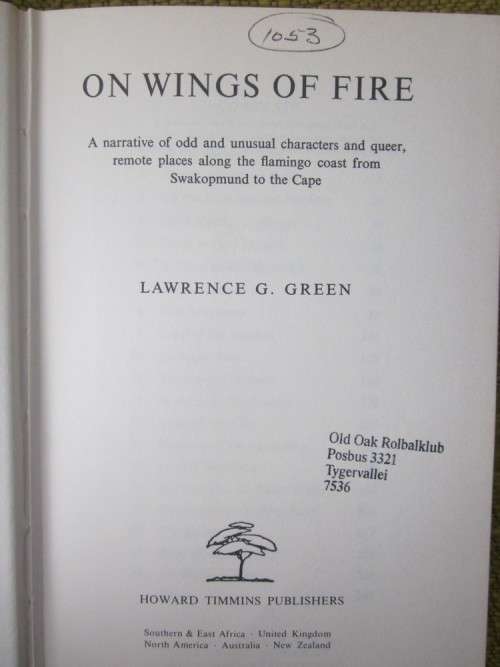 1053
ON WINGS OF FIRE
A narrative of odd and unusual characters and queer,
remote places along the flamingo coast from
Swakopmund to the Cape
LAWRENCE G. GREEN
Old Oak Rolbalklub
Posbus 3321
Tygervallei
7536
HOWARD TIMMINS PUBLISHERS
Southern & East Africa · United Kingdom
North America · Australia · New Zealand